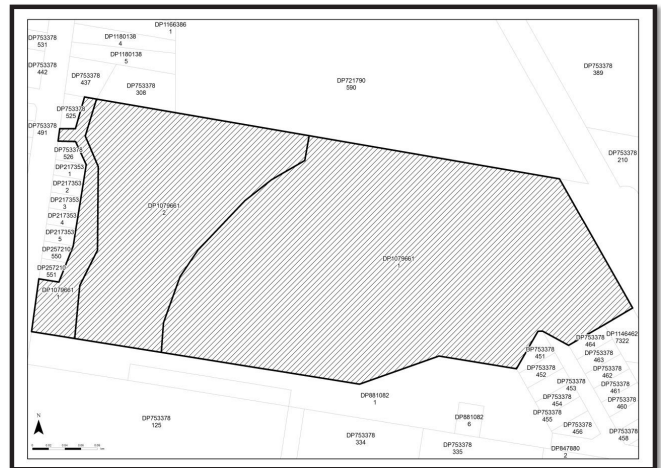 DP1166386
1
DP753378
531
DP1180138
4
DP1180138
5
DP753378
442
DP753378
437
DP753378
308
DP721790
590
DP753378
389
DP753378
525
DP753378
491
DP753378
526
DP753378
210
DP217353
1
DP217353
2
DP217353
3
DP217353
4
DP217353
5
DP257210
550
DP257210
551
DP1079661
2
DP1079661
1
DP1079661
1
DP1146462
7322
DP753378
464
DP753378
451
DP753378
463
DP753378
452
DP753378
462
DP753378
453
DP753378
461
DP753378
454
DP753378
460
DP753378
455
DP753378
456
DP753378
458
DP881082
1
DP881082
6
DP753378
125
DP753378
334
DP753378
335
DP847880
2
N